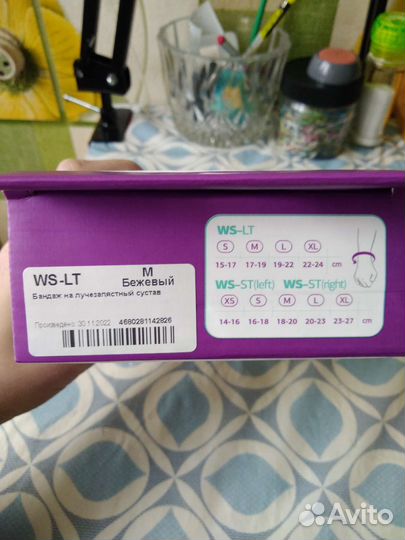 WS-LT
S M L XL
15-17 17-19 19-22 22-24 cm
WS-ST(left) WS-ST(right)
XS S M L XL
14-16 16-18 18-20 20-23 23-27 cm
WS-LT M
Бежевый
Бандаж на лучезапястный сустав
Произведено: 30.11.2022 4680281142826
Avito